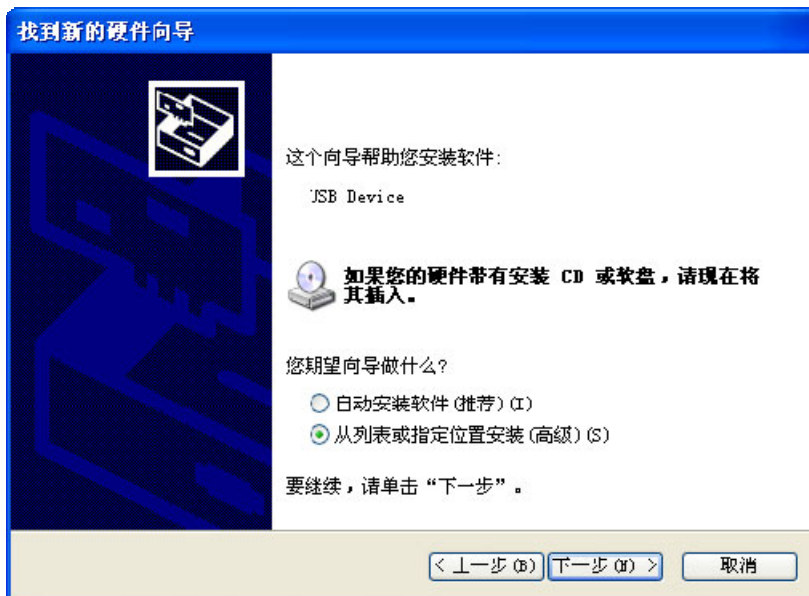 找到新的硬件向导
这个向导帮助您安装软件:
USB Device
如果您的硬件带有安装 CD 或软盘，请现在将
其插入。
您期望向导做什么?
自动安装软件(推荐)(I)
从列表或指定位置安装(高级)(S)
要继续，请单击“下一步”。
< 上一步(B)
下一步(N) >
取消